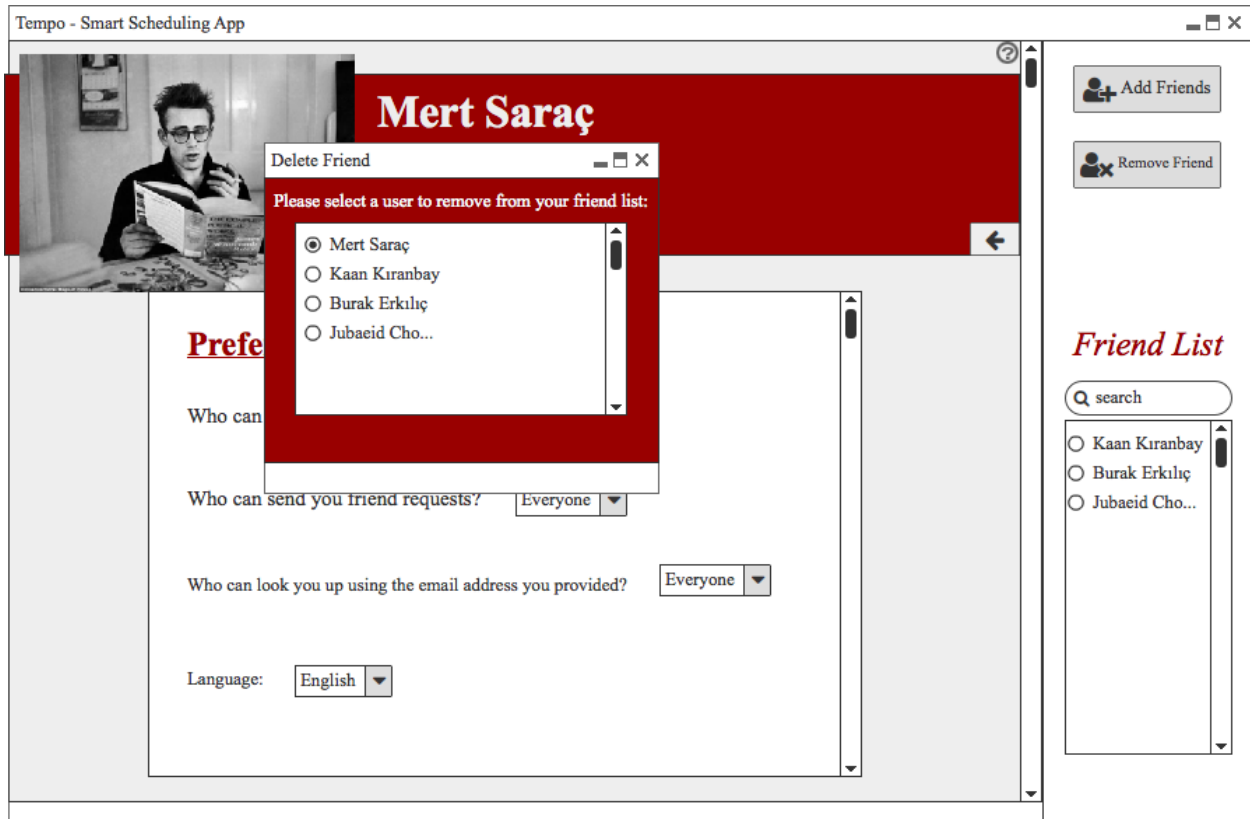 Tempo - Smart Scheduling App
Mert Saraç
Add Friends
Remove Friend
Delete Friend
Please select a user to remove from your friend list:
Mert Saraç
Kaan Kıranbay
Burak Erkılıç
Jubaeid Cho...
Prefe
Who can
Who can send you friend requests? Everyone
Who can look you up using the email address you provided? Everyone
Language: English
Friend List
search
Kaan Kıranbay
Burak Erkılıç
Jubaeid Cho...